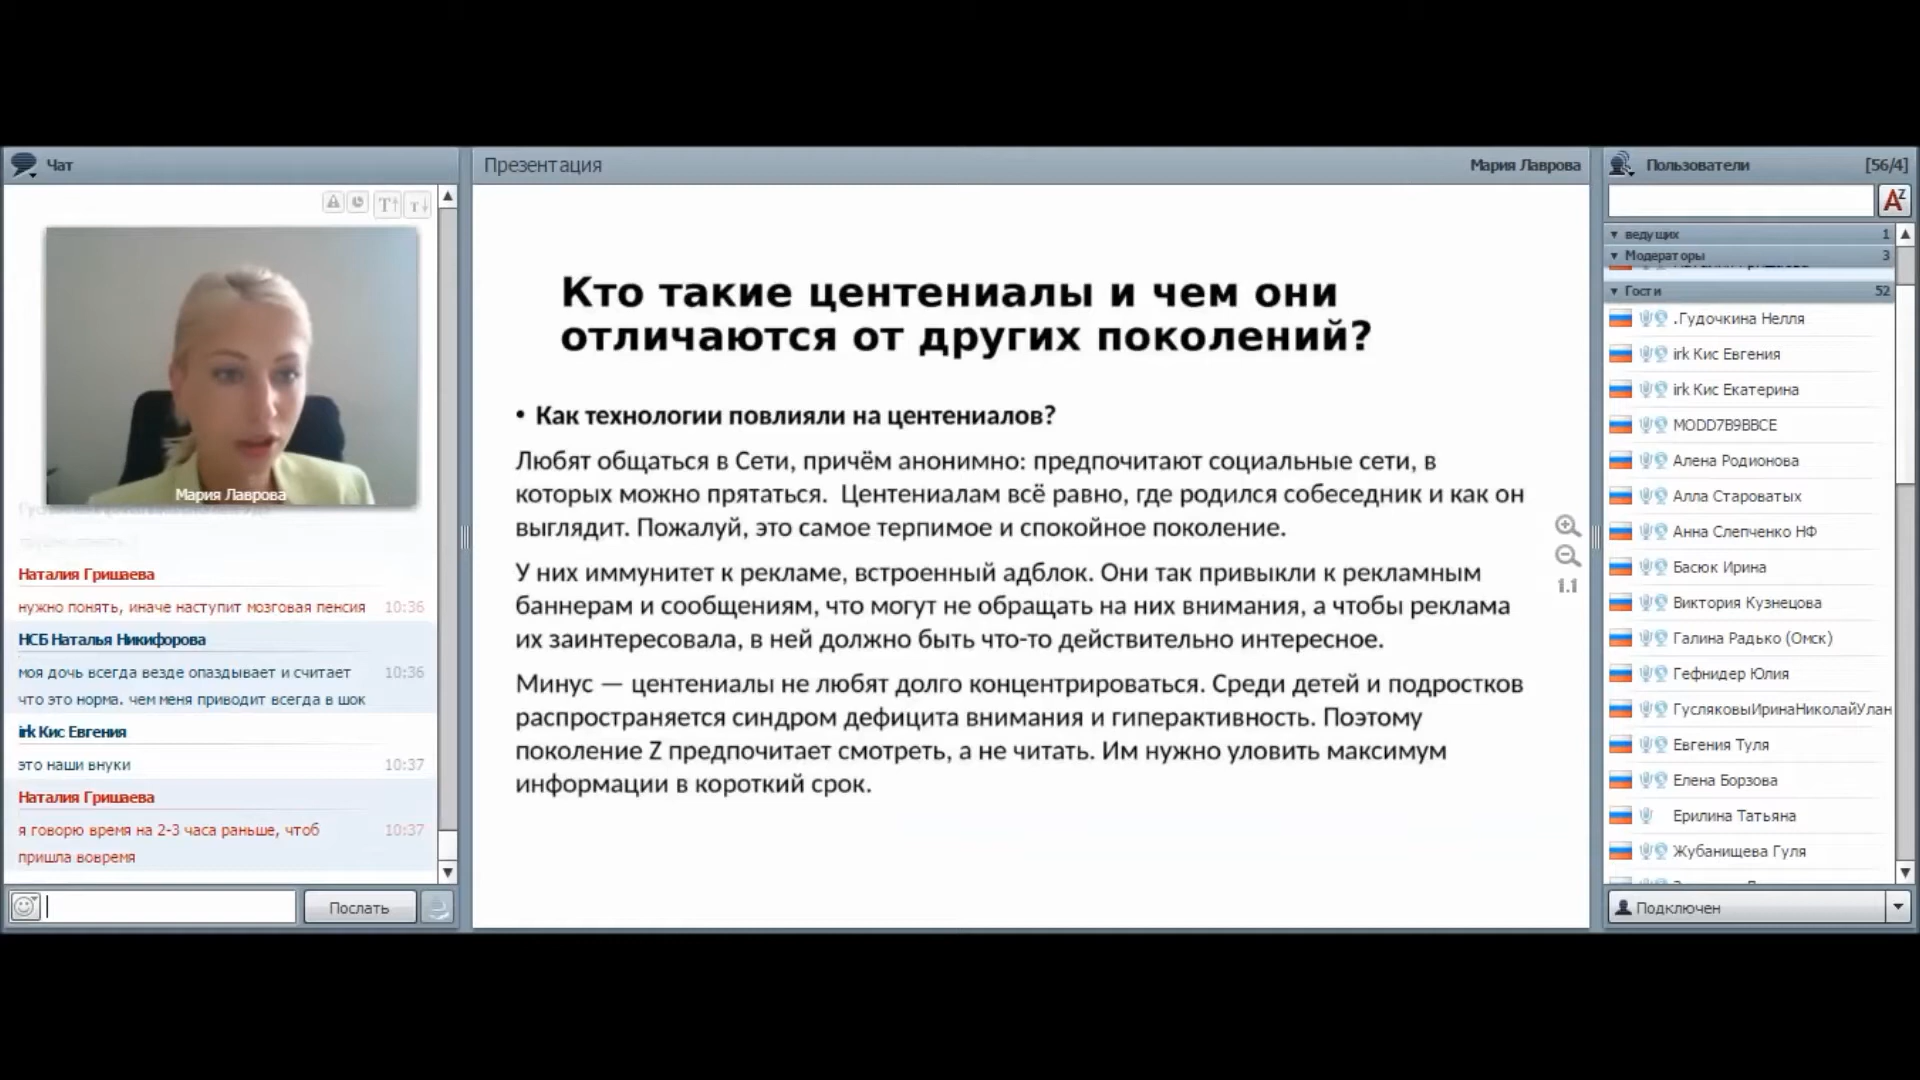 Чат
Мария Лаврова
Наталия Гришаева
нужно понять, иначе наступит мозговая пенсия 10:36
НСБ Наталья Никифорова
моя дочь всегда везде опаздывает и считает 10:36
что это норма. чем меня приводит всегда в шок
irk Кис Евгения
это наши внуки 10:37
Наталия Гришаева
я говорю время на 2-3 часа раньше, чтоб 10:37
пришла вовремя
Послать
Презентация Мария Лаврова
Кто такие центениалы и чем они
отличаются от других поколений?
• Как технологии повлияли на центениалов?
Любят общаться в Сети, причём анонимно: предпочитают социальные сети, в
которых можно прятаться. Центениалам всё равно, где родился собеседник и как он
выглядит. Пожалуй, это самое терпимое и спокойное поколение.
У них иммунитет к рекламе, встроенный адблок. Они так привыкли к рекламным
баннерам и сообщениям, что могут не обращать на них внимания, а чтобы реклама
их заинтересовала, в ней должно быть что-то действительно интересное.
Минус — центениалы не любят долго концентрироваться. Среди детей и подростков
распространяется синдром дефицита внимания и гиперактивность. Поэтому
поколение Z предпочитает смотреть, а не читать. Им нужно уловить максимум
информации в короткий срок.
1.1
Пользователи [56/4]
ведущих 1
Модераторы 3
Гости 52
.Гудочкина Нелля
irk Кис Евгения
irk Кис Екатерина
MODD7B9BBCE
Алена Родионова
Алла Староватых
Анна Слепченко НФ
Басюк Ирина
Виктория Кузнецова
Галина Радько (Омск)
Гефнидер Юлия
ГусляковыИринаНиколайУлан
Евгения Туля
Елена Борзова
Ерилина Татьяна
Жубанищева Гуля
Подключен